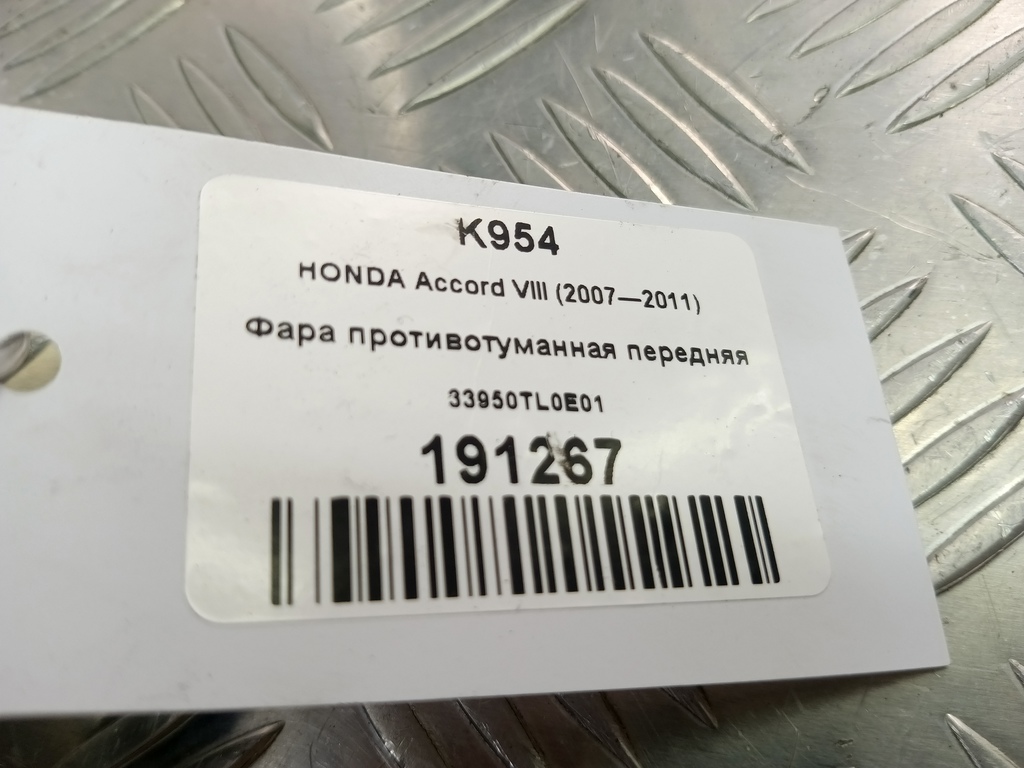 K954
HONDA Accord VIII (2007—2011)
Фара противотуманная передняя
33950TL0E01
191267